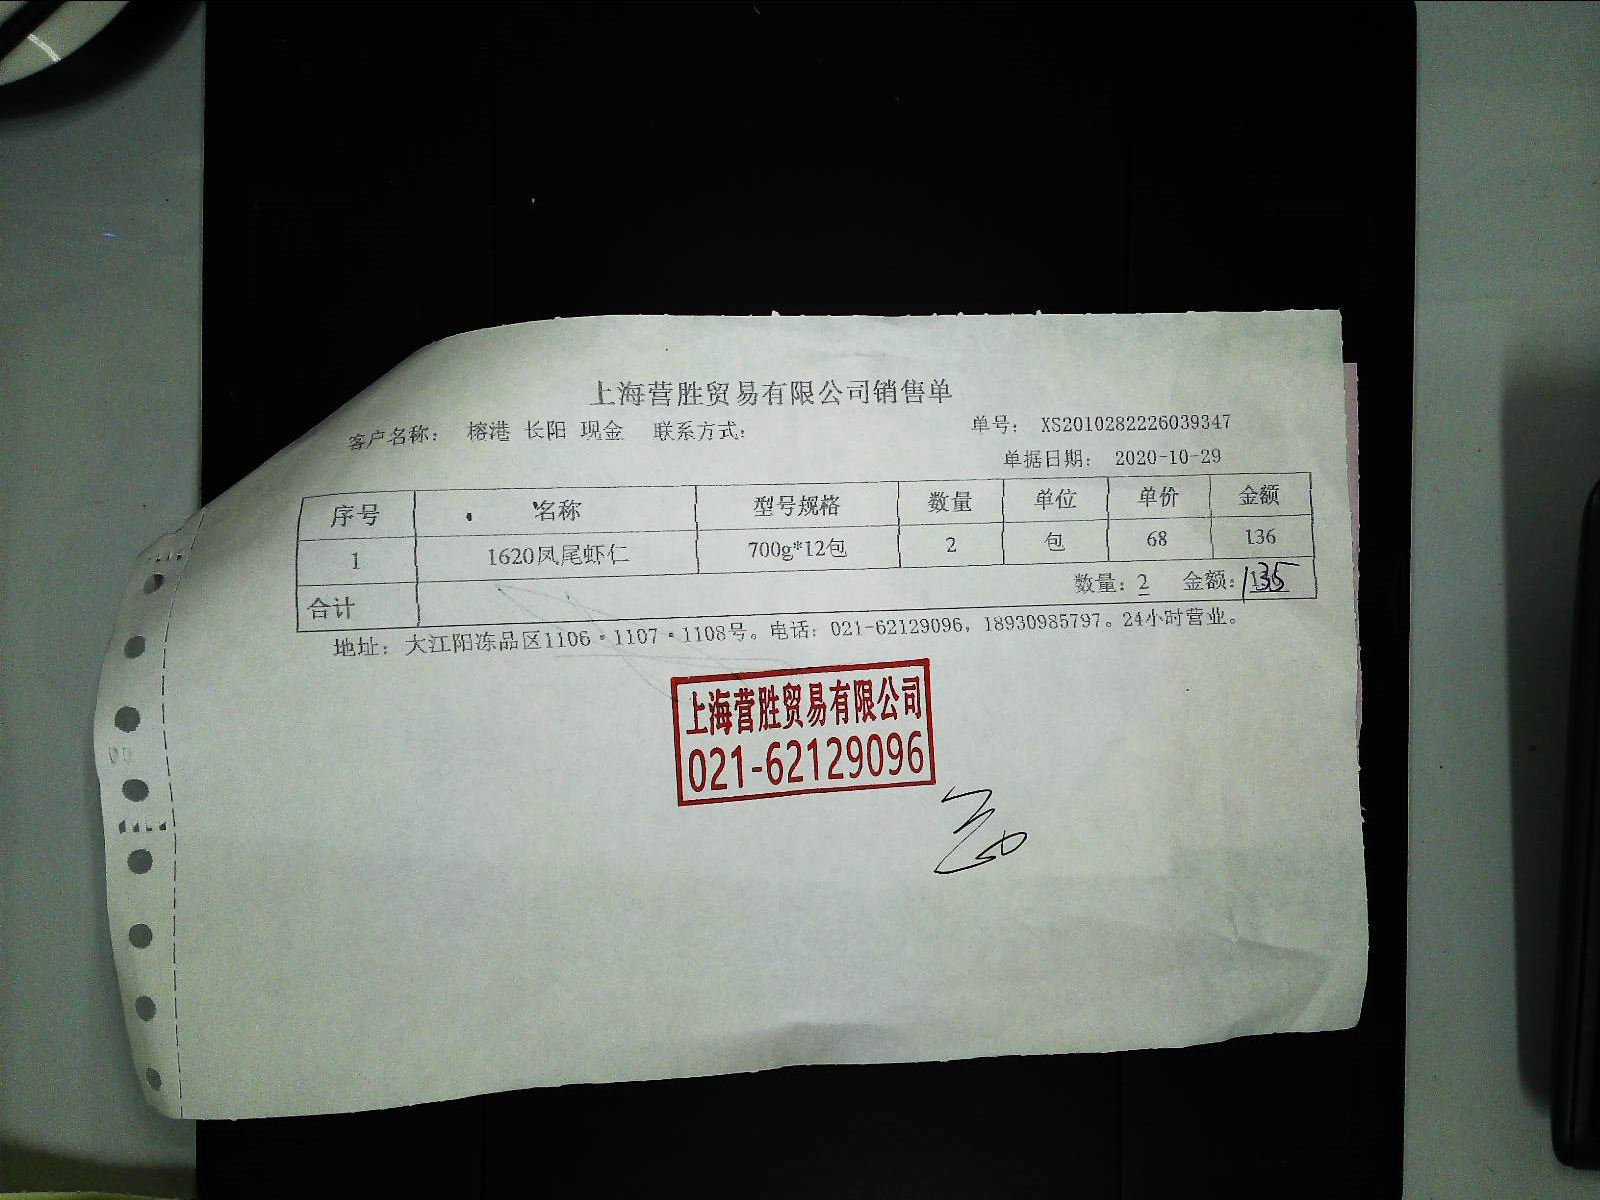 上海营胜贸易有限公司销售单
客户名称: 榕港 长阳 现金 联系方式: 单号: XS2010282226039347
单据日期: 2020-10-29
序号 名称 型号规格 数量 单位 单价 金额
1 1620凤尾虾仁 700g*12包 2 包 68 136
合计 数量: 2 金额: 135
地址: 大江阳冻品区1106·1107·1108号。电话: 021-62129096, 18930985797。24小时营业。
上海营胜贸易有限公司
021-62129096